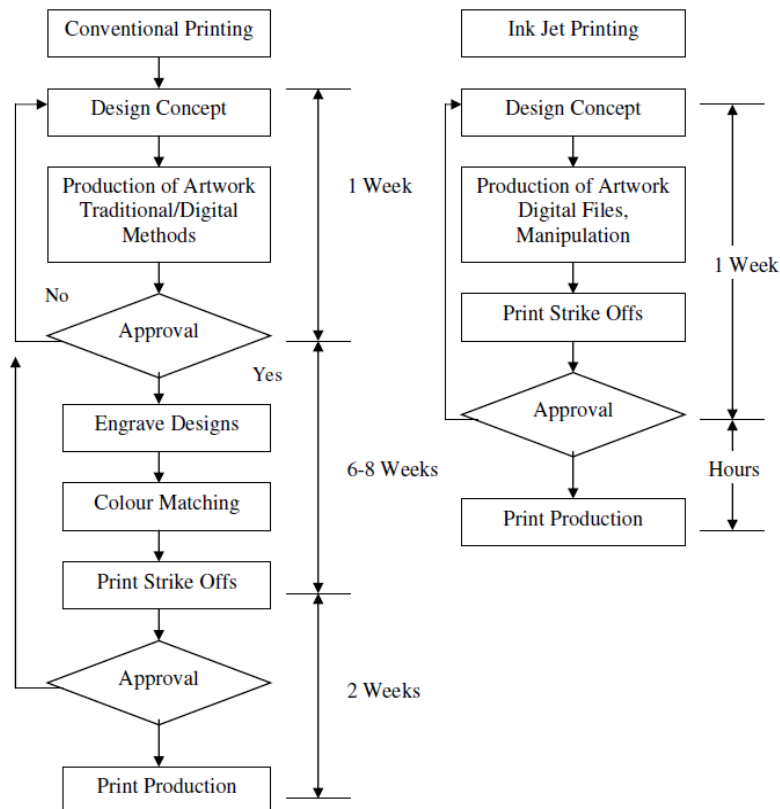 Conventional Printing
Design Concept
Production of Artwork
Traditional/Digital
Methods
No
Approval
Yes
Engrave Designs
Colour Matching
Print Strike Offs
Approval
Print Production
1 Week
6-8 Weeks
2 Weeks
Ink Jet Printing
Design Concept
Production of Artwork
Digital Files,
Manipulation
Print Strike Offs
Approval
Print Production
1 Week
Hours